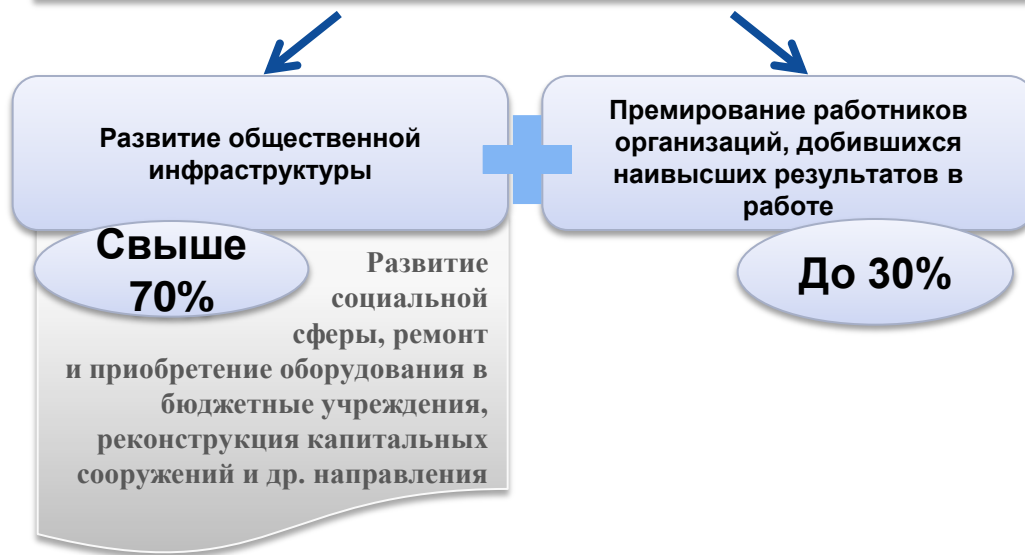 Развитие общественной
инфраструктуры
Премирование работников
организаций, добившихся
наивысших результатов в
работе
Свыше
70%
До 30%
Развитие
социальной
сферы, ремонт
и приобретение оборудования в
бюджетные учреждения,
реконструкция капитальных
сооружений и др. направления